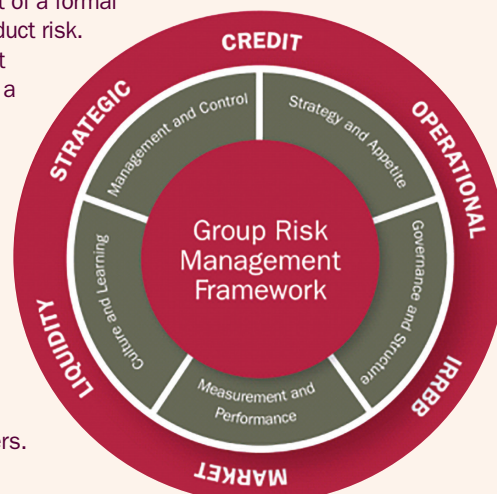 of a formal
duct risk.
a
ers.
CREDIT
OPERATIONAL
IRRBB
MARKET
LIQUIDITY
STRATEGIC
Strategy and Appetite
Governance and Structure
Measurement and
Performance
Culture and Learning
Management and Control
Group Risk
Management
Framework